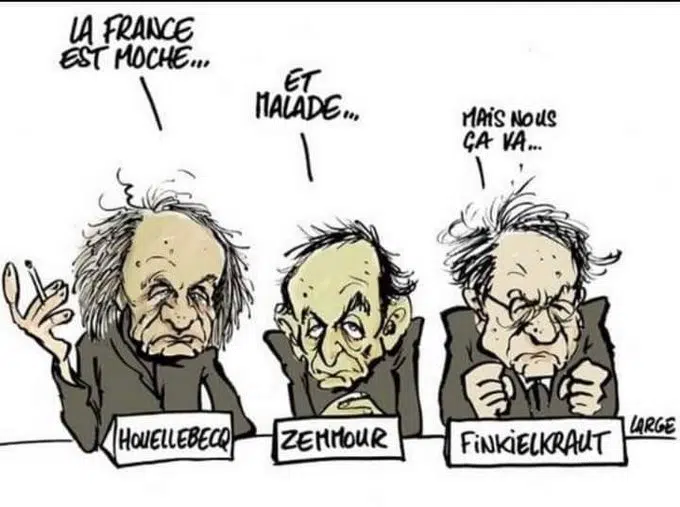 LA FRANCE
EST MOCHE...
ET
MALADE...
MAIS NOUS
ÇA VA...
HOUELLEBECQ
ZEMMOUR
FINKIELKRAUT
LARGE